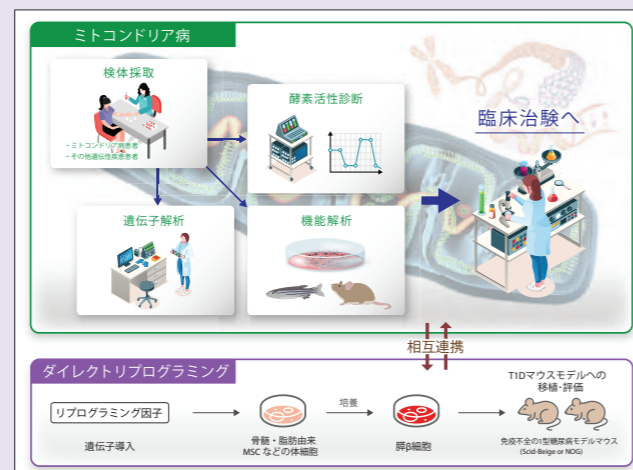 ミトコンドリア病
検体採取
・ミトコンドリア病患者
・その他遺伝性疾患患者
酵素活性診断
遺伝子解析
機能解析
臨床治験へ
相互連携
ダイレクトリプログラミング
リプログラミング因子
遺伝子導入
骨髄・脂肪由来
MSC などの体細胞
培養
膵β細胞
T1Dマウスモデルへの
移植・評価
免疫不全の1型糖尿病モデルマウス
(Scid-Beige or NOG)